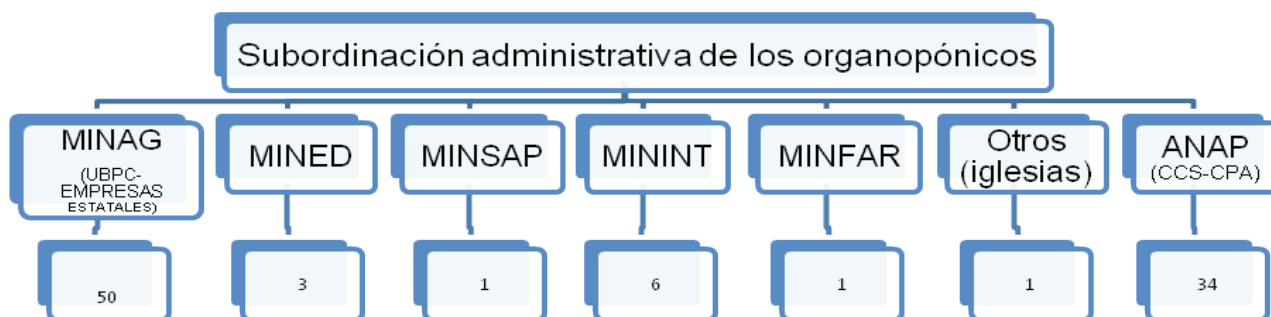 Subordinación administrativa de los organopónicos
MINAG
(UBPC-
EMPRESAS
ESTATALES)
MINED
MINSAP
MININT
MINFAR
Otros
(iglesias)
ANAP
(CCS-CPA)
50
3
1
6
1
1
34